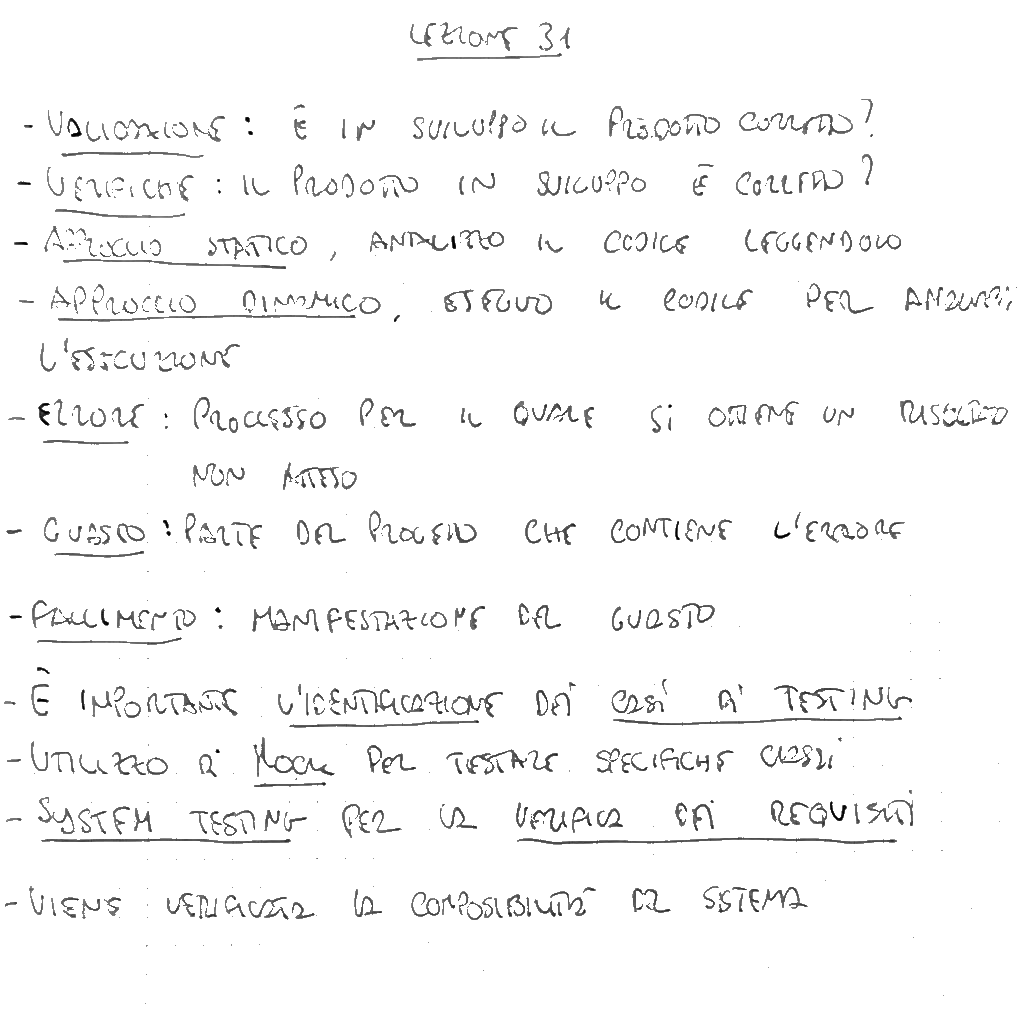 LEZIONE 31
- VALIDAZIONE : È IN SVILUPPO IL PRODOTTO CORRETTO?
- VERIFICHE : IL PRODOTTO IN SVILUPPO È CORRETTO?
- APPROCCIO STATICO, ANALIZZO IL CODICE LEGGENDOLO
- APPROCCIO DINAMICO, ESEGUO IL CODICE PER
L'ESECUZIONE
- ERRORE : PROCESSO PER IL QUALE SI OTTIENE UN RISULTATO
NON ATTESO
- GUASTO : PARTE DEL PROGETTO CHE CONTIENE L'ERRORE
- FALLIMENTO : MANIFESTAZIONE DEL GUASTO
- È IMPORTANTE L'IDENTIFICAZIONE DEI CASI DI TESTING
- UTILIZZO DI MOCK PER TESTARE SPECIFICHE CLASSI
- SYSTEM TESTING PER LA VERIFICA DEI REQUISITI
- VIENE VERIFICATA LA COMPOSIBILITÀ DEL SISTEMA